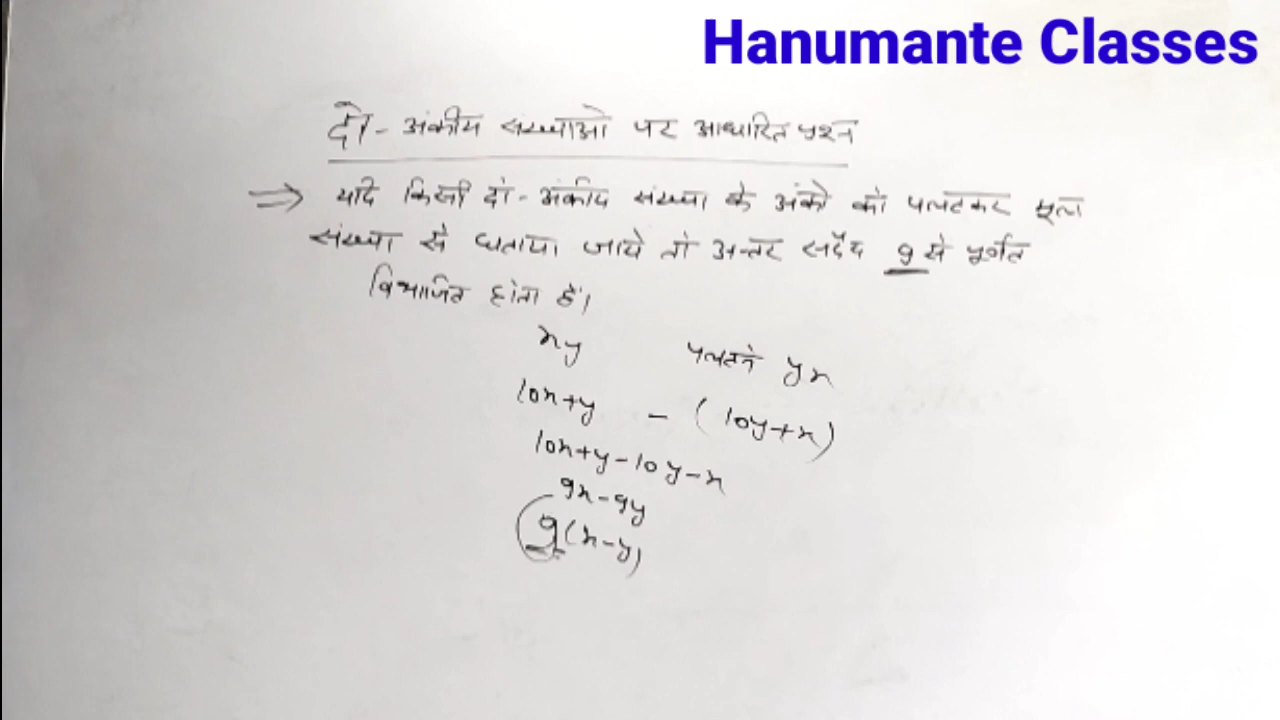 Hanumante Classes
दो - अंकीय संख्याओ पर आधारित प्रश्न
⇒ यदि किसी दो - अंकीय संख्या के अंको को पलटकर मूल
संख्या से घताया जाये तो अन्तर सदैव 9 से पूर्णत
विभाजित होता हैं।
xy पलटने yx
10x+y - (10y+x)
10x+y-10y-x
9x-9y
9(x-y)